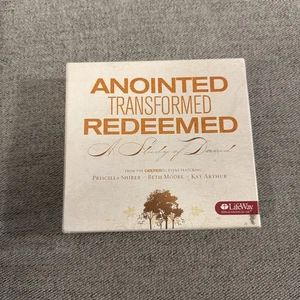 ANOINTED
TRANSFORMED
REDEEMED
A Study of David
PRISCILLA SHIRER – BETH MOORE – KAY ARTHUR
LifeWay